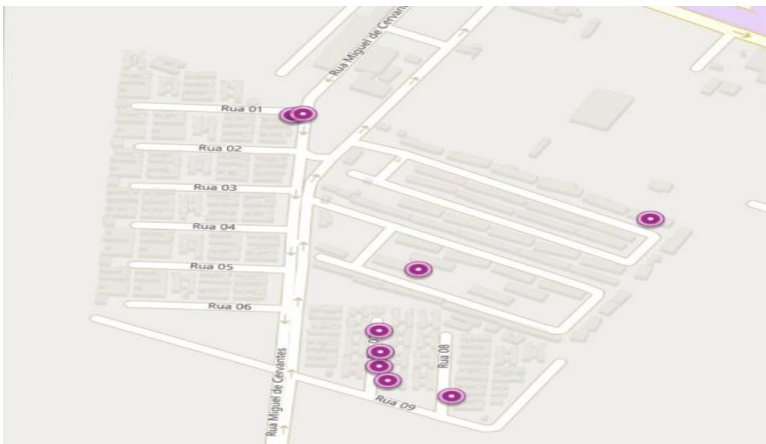 Rua Miguel de Cervantes
Rua 01
Rua 02
Rua 03
Rua 04
Rua 05
Rua 06
Rua 08
Rua Miguel de Cervantes
Rua 09